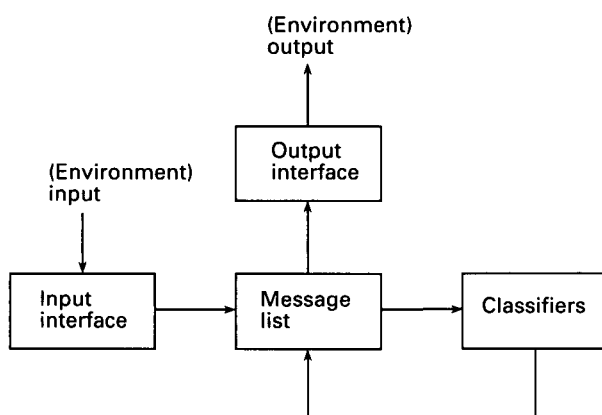 (Environment)
output
Output
interface
(Environment)
input
Input
interface
Message
list
Classifiers